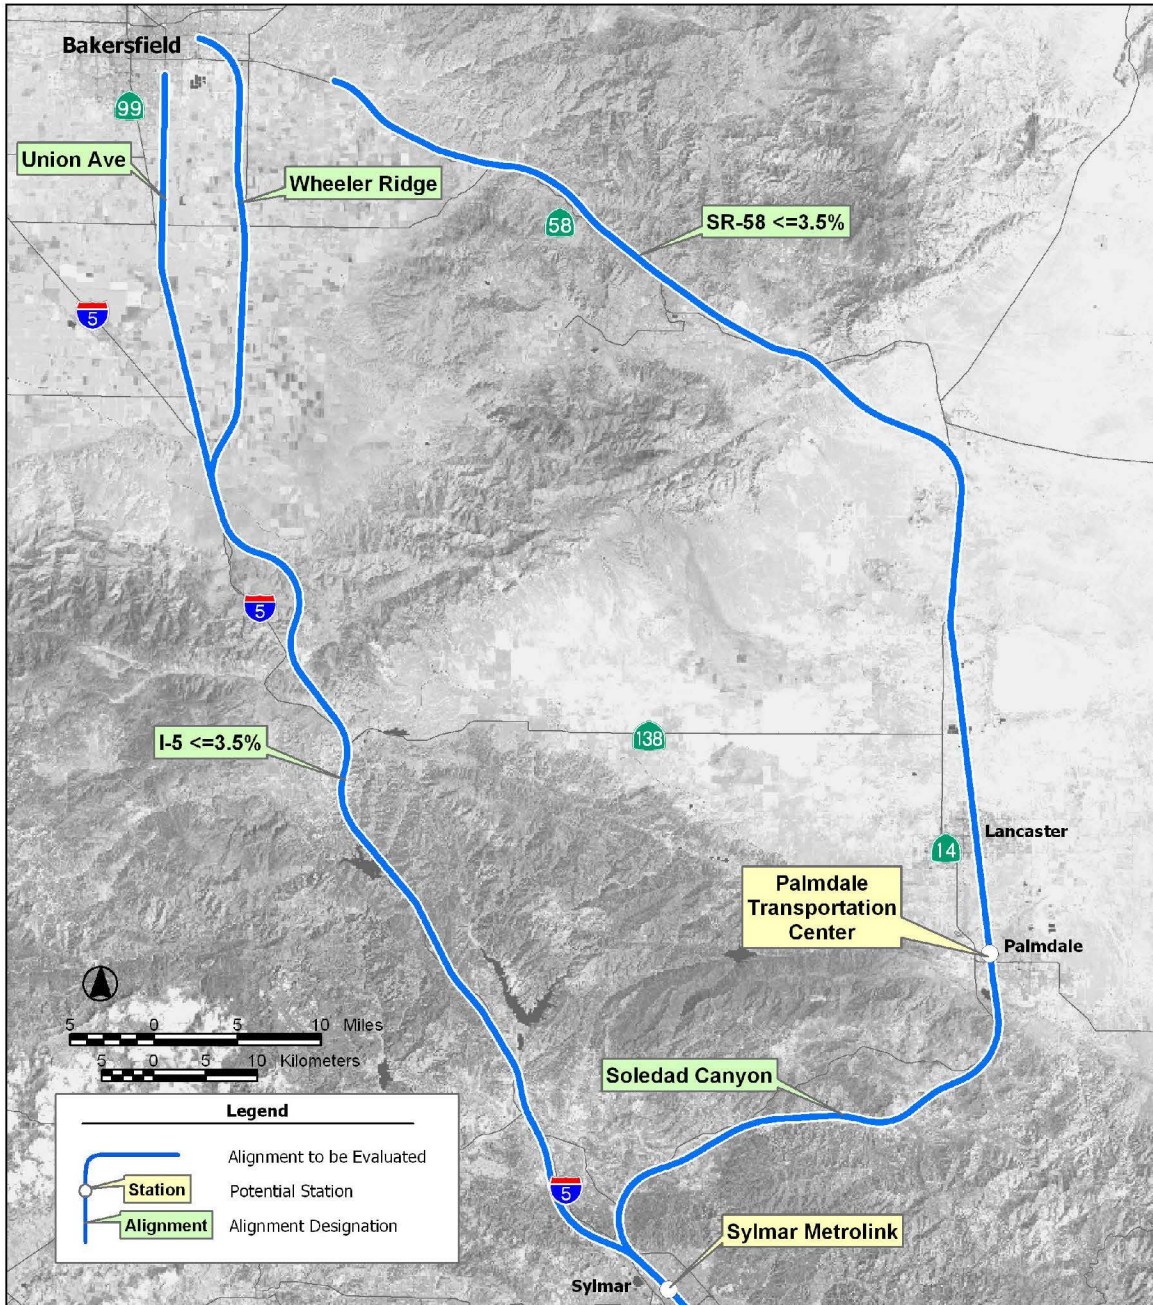 Bakersfield
99
Union Ave
Wheeler Ridge
58
SR-58 <=3.5%
5
5
I-5 <=3.5%
138
Lancaster
14
Palmdale
Transportation
Center
Palmdale
5 0 5 10 Miles
5 0 5 10 Kilometers
Soledad Canyon
Legend
Alignment to be Evaluated
Station
Potential Station
Alignment
Alignment Designation
5
Sylmar Metrolink
Sylmar